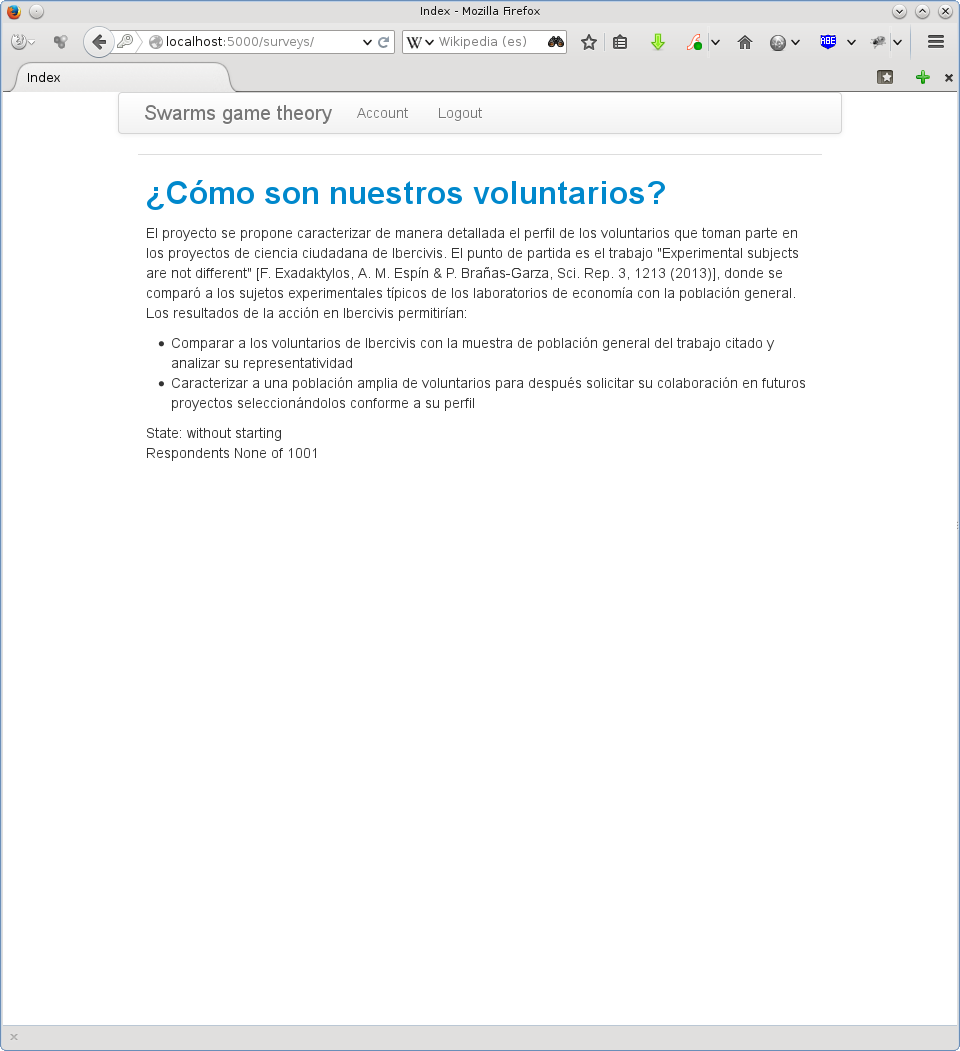 Index - Mozilla Firefox
localhost:5000/surveys/
W
Wikipedia (es)
ABE
Index
Swarms game theory
Account
Logout
¿Cómo son nuestros voluntarios?
El proyecto se propone caracterizar de manera detallada el perfil de los voluntarios que toman parte en
los proyectos de ciencia ciudadana de Ibercivis. El punto de partida es el trabajo "Experimental subjects
are not different" [F. Exadaktylos, A. M. Espín & P. Brañas-Garza, Sci. Rep. 3, 1213 (2013)], donde se
comparó a los sujetos experimentales típicos de los laboratorios de economía con la población general.
Los resultados de la acción en Ibercivis permitirían:
• Comparar a los voluntarios de Ibercivis con la muestra de población general del trabajo citado y
analizar su representatividad
• Caracterizar a una población amplia de voluntarios para después solicitar su colaboración en futuros
proyectos seleccionándolos conforme a su perfil
State: without starting
Respondents None of 1001